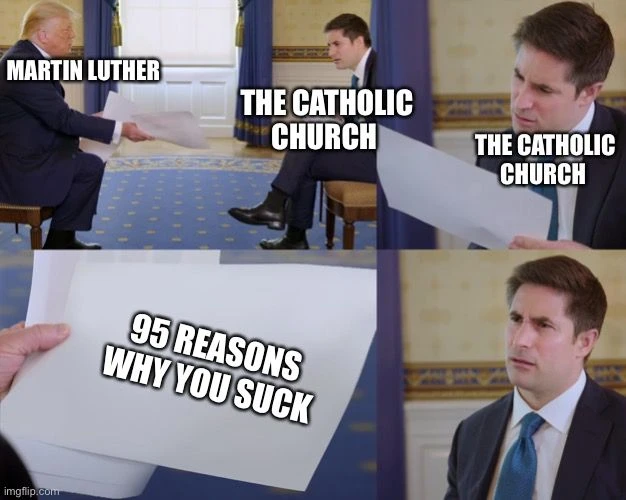 MARTIN LUTHER
THE CATHOLIC
CHURCH
THE CATHOLIC
CHURCH
95 REASONS
WHY YOU SUCK
imgflip.com